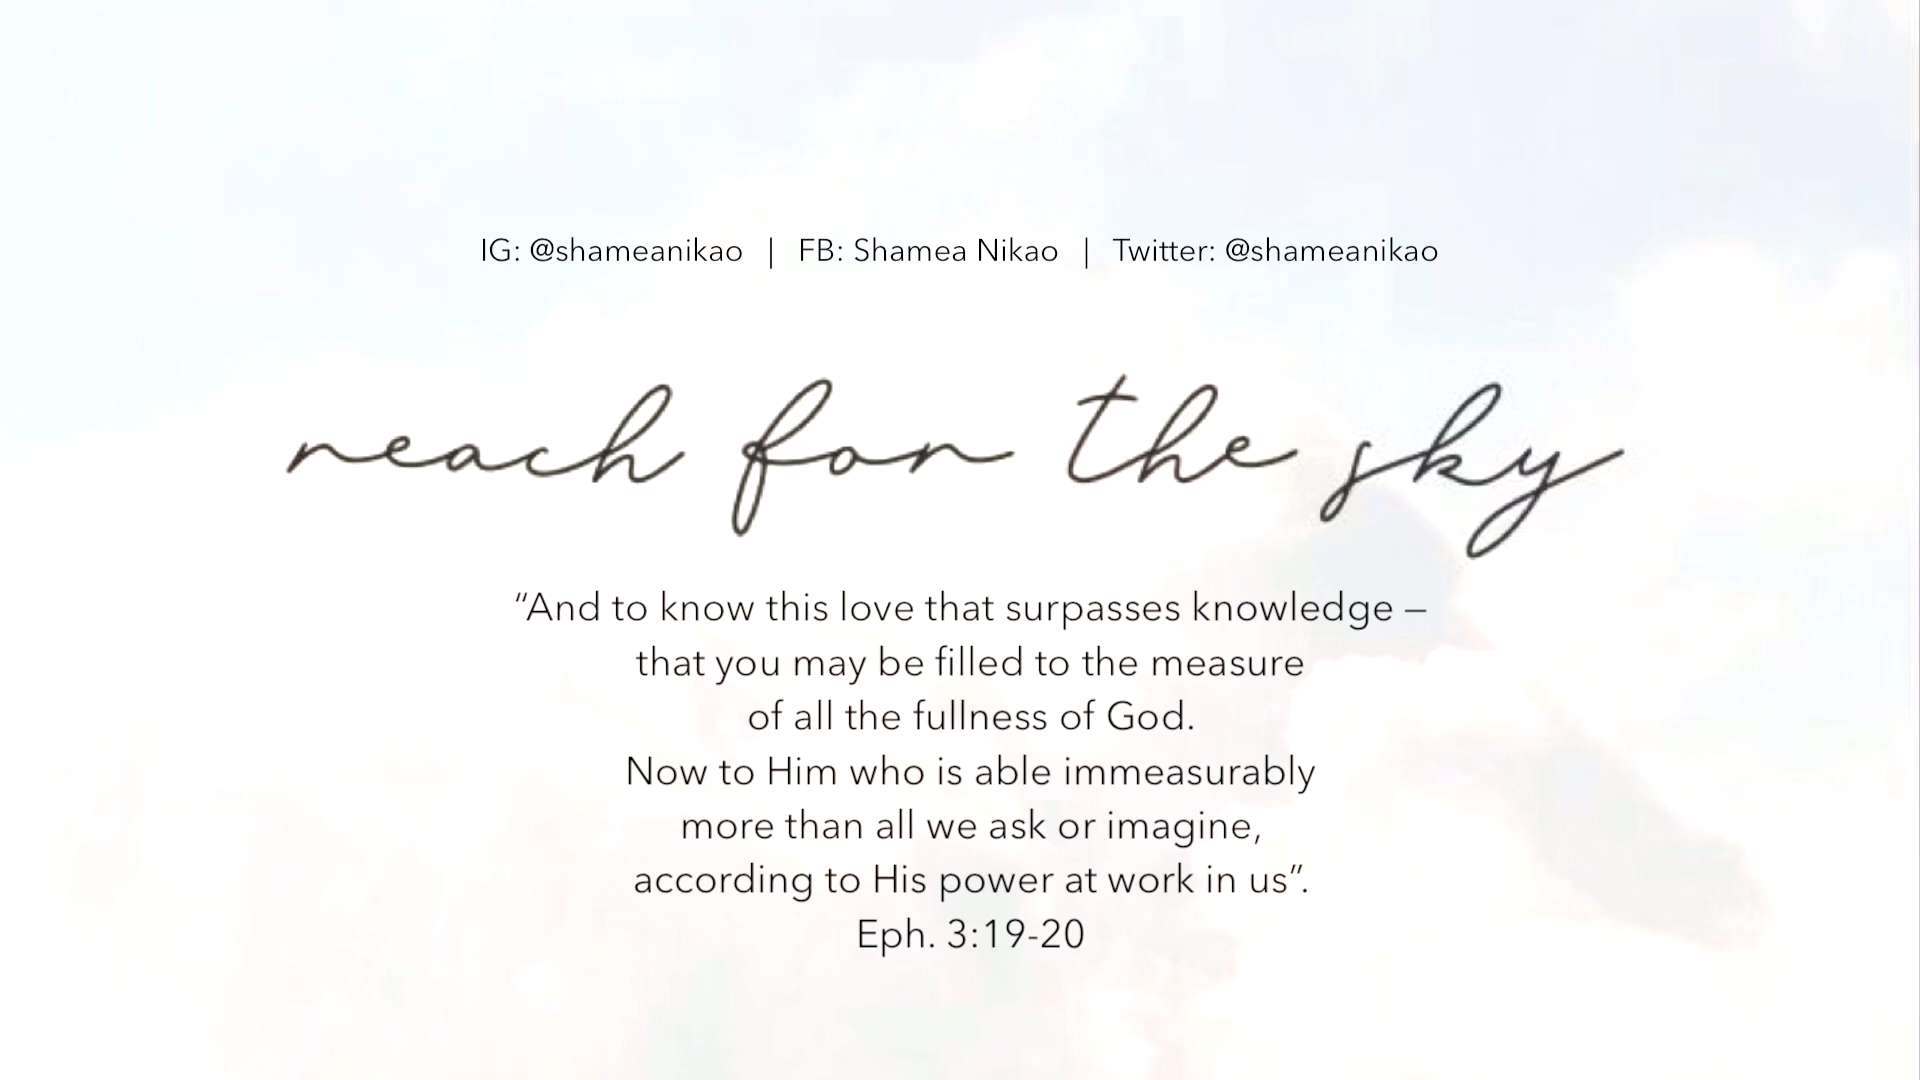 IG: @shameanikao | FB: Shamea Nikao | Twitter: @shameanikao
reach for the sky
“And to know this love that surpasses knowledge –
that you may be filled to the measure
of all the fullness of God.
Now to Him who is able immeasurably
more than all we ask or imagine,
according to His power at work in us”.
Eph. 3:19-20